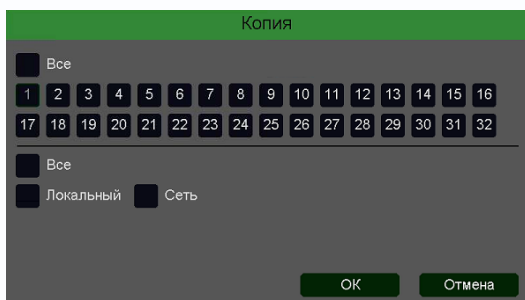 Копия
Все
1 2 3 4 5 6 7 8 9 10 11 12 13 14 15 16
17 18 19 20 21 22 23 24 25 26 27 28 29 30 31 32
Все
Локальный Сеть
ОК Отмена